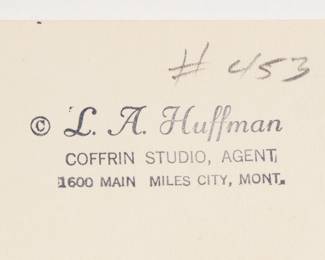 # 453
© L. A. Huffman
COFFRIN STUDIO, AGENT,
1600 MAIN MILES CITY, MONT.